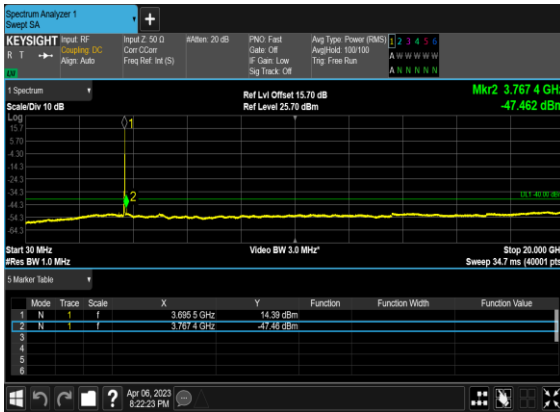 Spectrum Analyzer 1
Swept SA
+
KEYSIGHT
R T
Input: RF
Coupling: DC
Align: Auto
Input Z: 50 Ω
Corr CCorr
Freq Ref: Int (S)
#Atten: 20 dB
PNO: Fast
Gate: Off
IF Gain: Low
Sig Track: Off
Avg Type: Power (RMS)
Avg|Hold: 100/100
Trig: Free Run
1 2 3 4 5 6
A W W W W W
A N N N N N
1 Spectrum
Scale/Div 10 dB
Ref Lvl Offset 15.70 dB
Ref Level 25.70 dBm
Mkr2 3.767 4 GHz
-47.462 dBm
Log
15.7
5.70
-4.30
-14.3
-24.3
-34.3
-44.3
-54.3
-64.3
1
2
DL1 -40.00 dBm
Start 30 MHz
#Res BW 1.0 MHz
Video BW 3.0 MHz*
Stop 20.000 GHz
Sweep 34.7 ms (40001 pts)
5 Marker Table
Mode Trace Scale X Y Function Function Width Function Value
1 N 1 f 3.695 5 GHz 14.39 dBm
2 N 1 f 3.767 4 GHz -47.46 dBm
3
4
5
6
?
Apr 06, 2023
8:22:23 PM